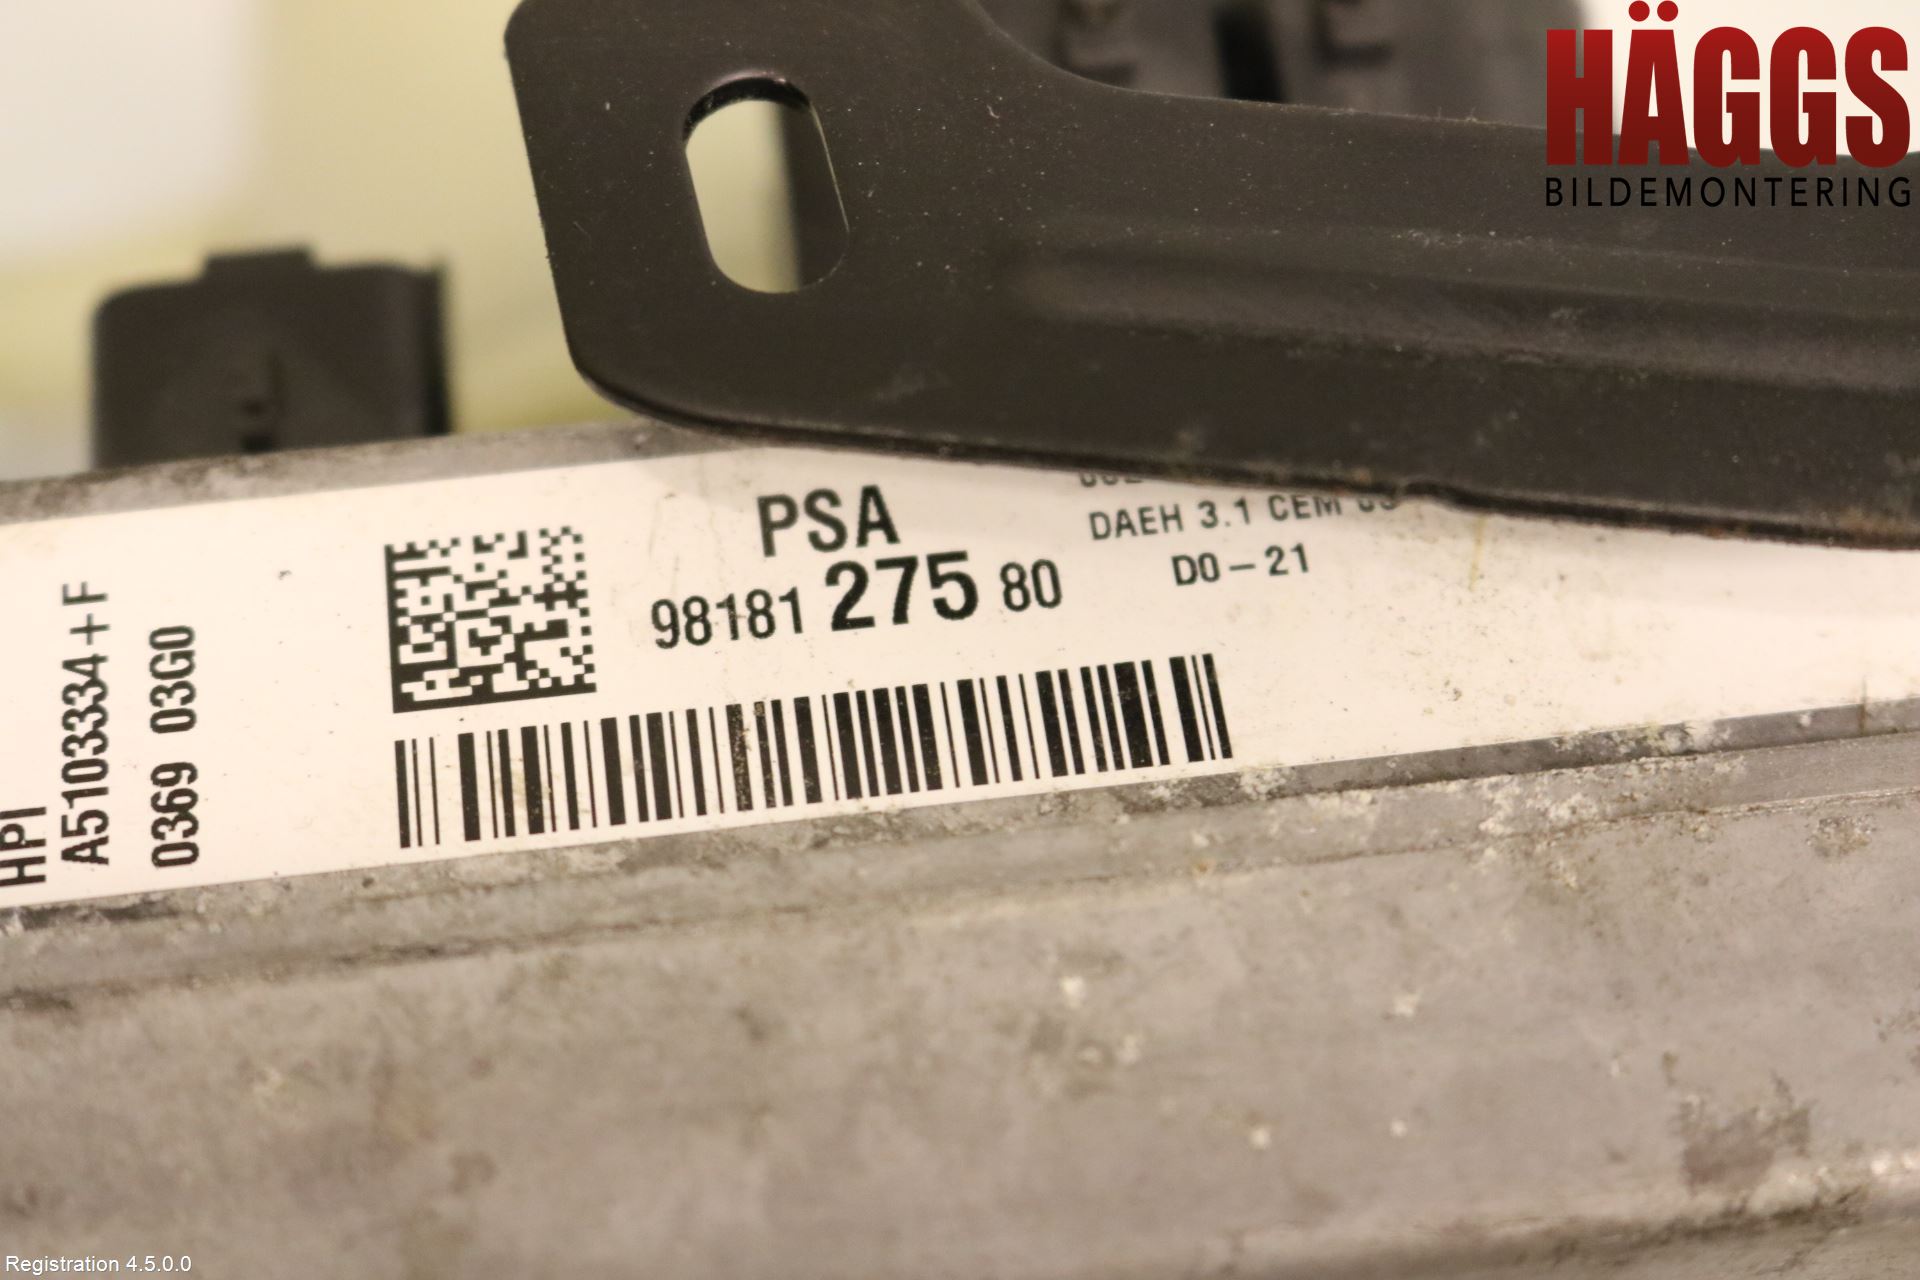 HÄGGS
BILDEMONTERING
PSA
98181 275 80
DAEH 3.1 CEM
D0-21
HPI
A5103334+F
0369 03G0
Registration 4.5.0.0